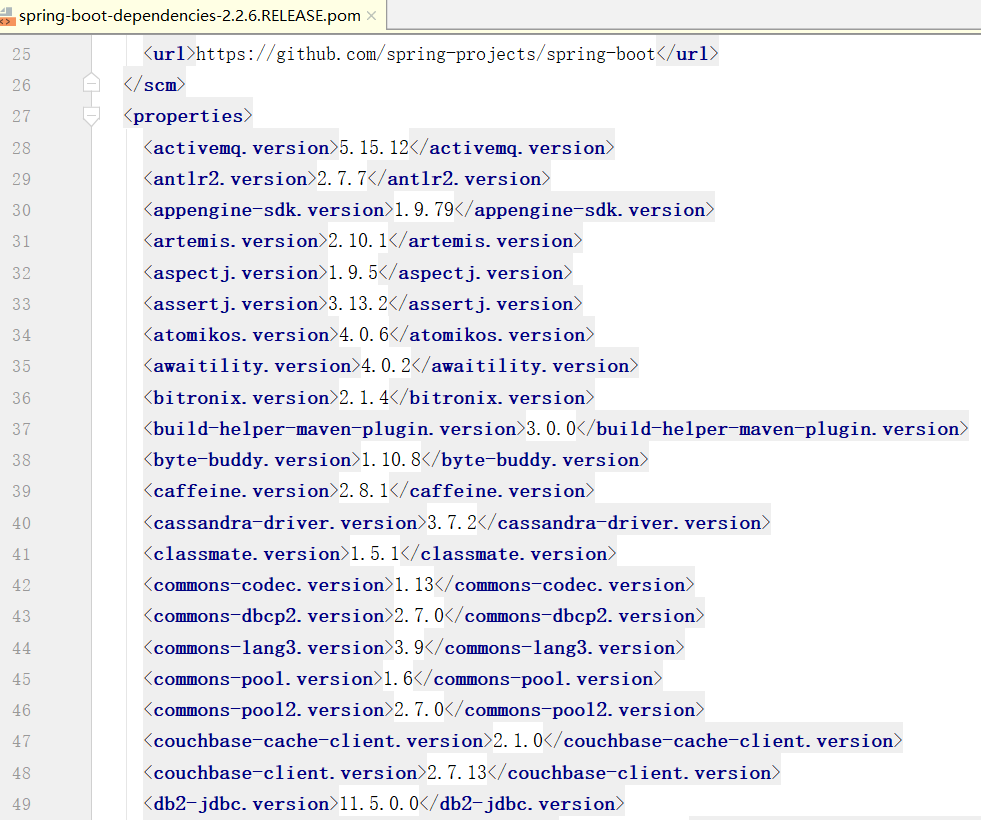 spring-boot-dependencies-2.2.6.RELEASE.pom ×
25 <url>https://github.com/spring-projects/spring-boot</url>
26 </scm>
27 <properties>
28 <activemq.version>5.15.12</activemq.version>
29 <antlr2.version>2.7.7</antlr2.version>
30 <appengine-sdk.version>1.9.79</appengine-sdk.version>
31 <artemis.version>2.10.1</artemis.version>
32 <aspectj.version>1.9.5</aspectj.version>
33 <assertj.version>3.13.2</assertj.version>
34 <atomikos.version>4.0.6</atomikos.version>
35 <awaitility.version>4.0.2</awaitility.version>
36 <bitronix.version>2.1.4</bitronix.version>
37 <build-helper-maven-plugin.version>3.0.0</build-helper-maven-plugin.version>
38 <byte-buddy.version>1.10.8</byte-buddy.version>
39 <caffeine.version>2.8.1</caffeine.version>
40 <cassandra-driver.version>3.7.2</cassandra-driver.version>
41 <classmate.version>1.5.1</classmate.version>
42 <commons-codec.version>1.13</commons-codec.version>
43 <commons-dbcp2.version>2.7.0</commons-dbcp2.version>
44 <commons-lang3.version>3.9</commons-lang3.version>
45 <commons-pool.version>1.6</commons-pool.version>
46 <commons-pool2.version>2.7.0</commons-pool2.version>
47 <couchbase-cache-client.version>2.1.0</couchbase-cache-client.version>
48 <couchbase-client.version>2.7.13</couchbase-client.version>
49 <db2-jdbc.version>11.5.0.0</db2-jdbc.version>